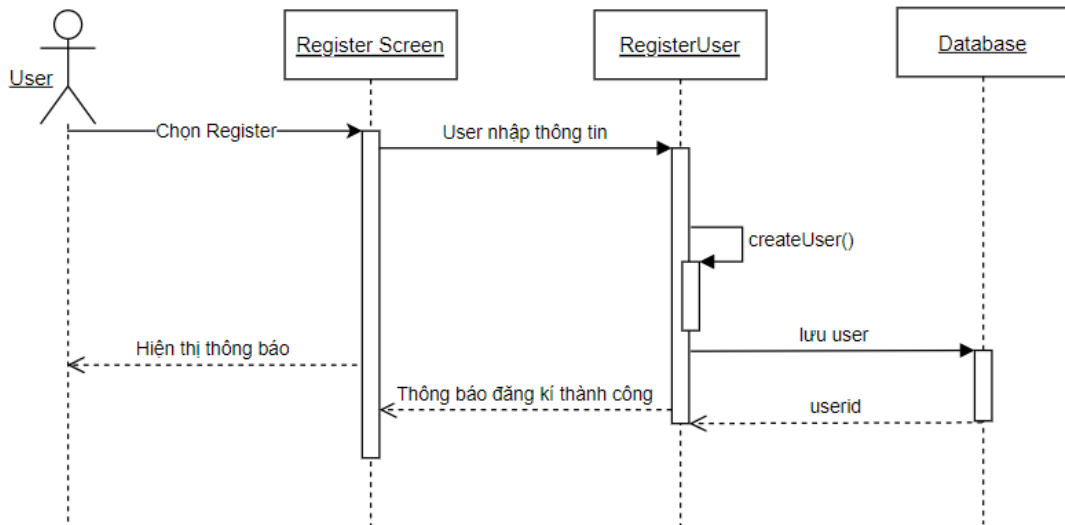 User
Register Screen
RegisterUser
Database
Chọn Register
User nhập thông tin
createUser()
lưu user
Hiện thị thông báo
Thông báo đăng kí thành công
userid